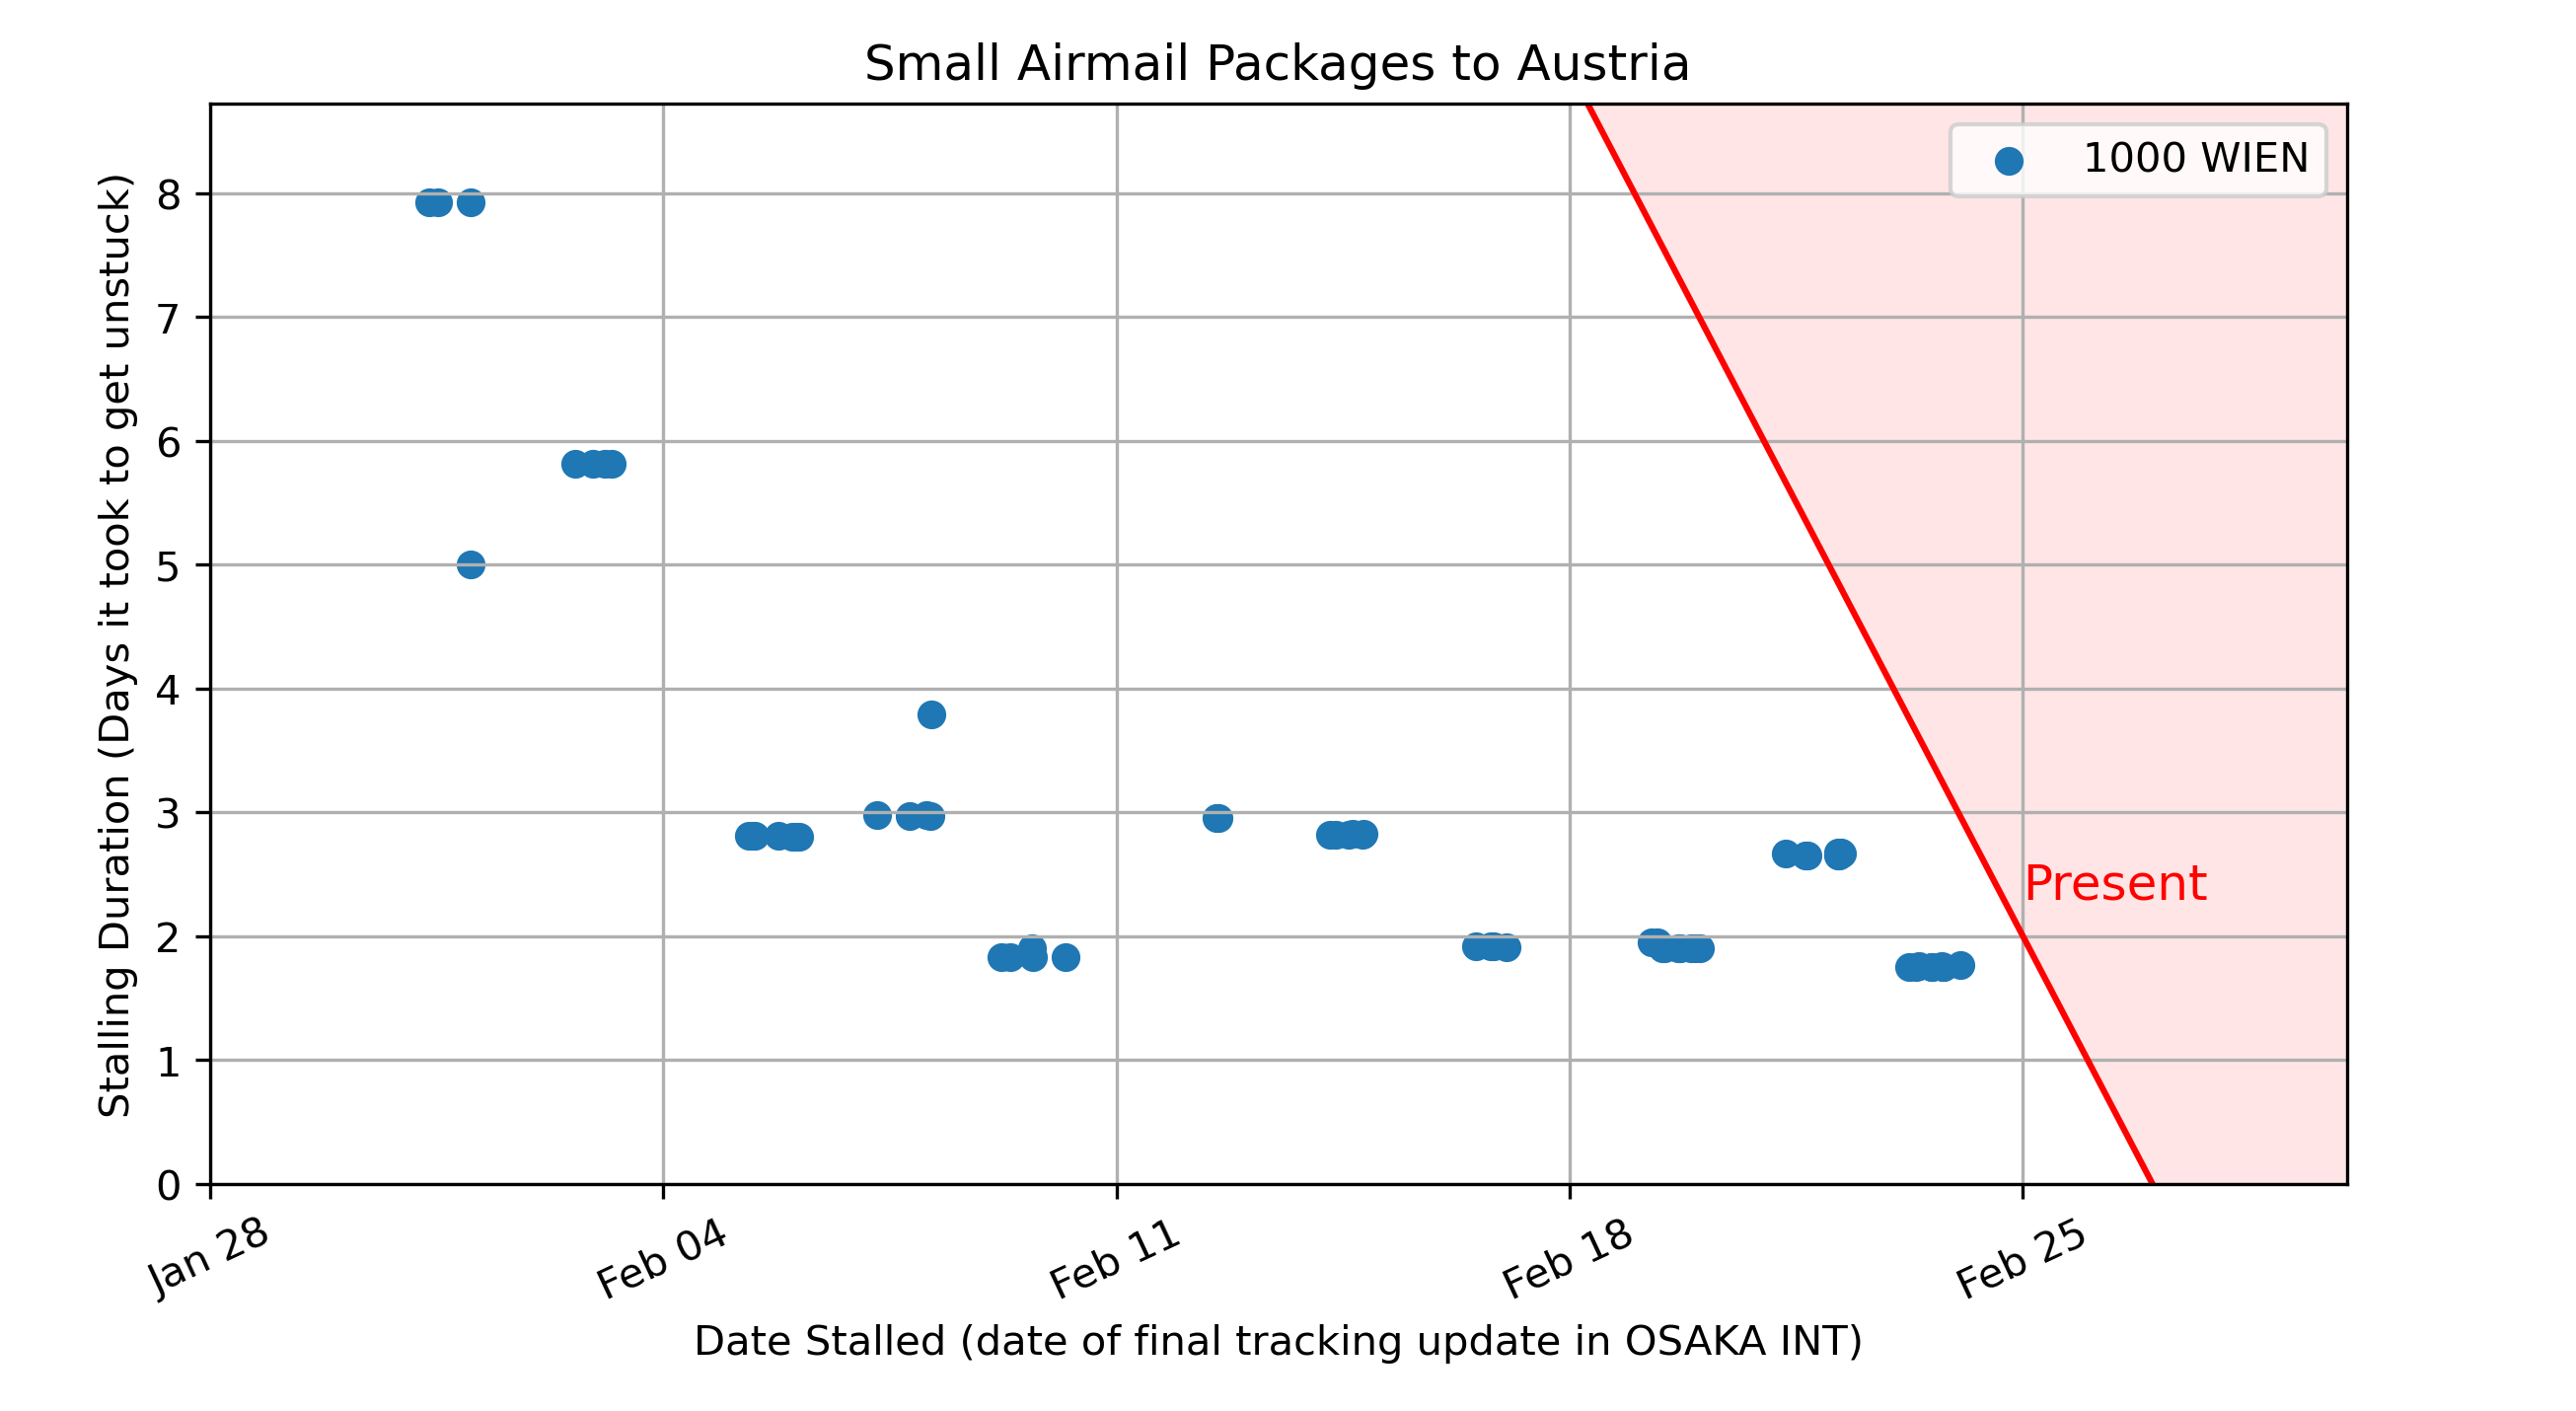 Small Airmail Packages to Austria
1000 WIEN
Stalling Duration (Days it took to get unstuck)
8
7
6
5
4
3
2
1
0
Present
Jan 28
Feb 04
Feb 11
Feb 18
Feb 25
Date Stalled (date of final tracking update in OSAKA INT)